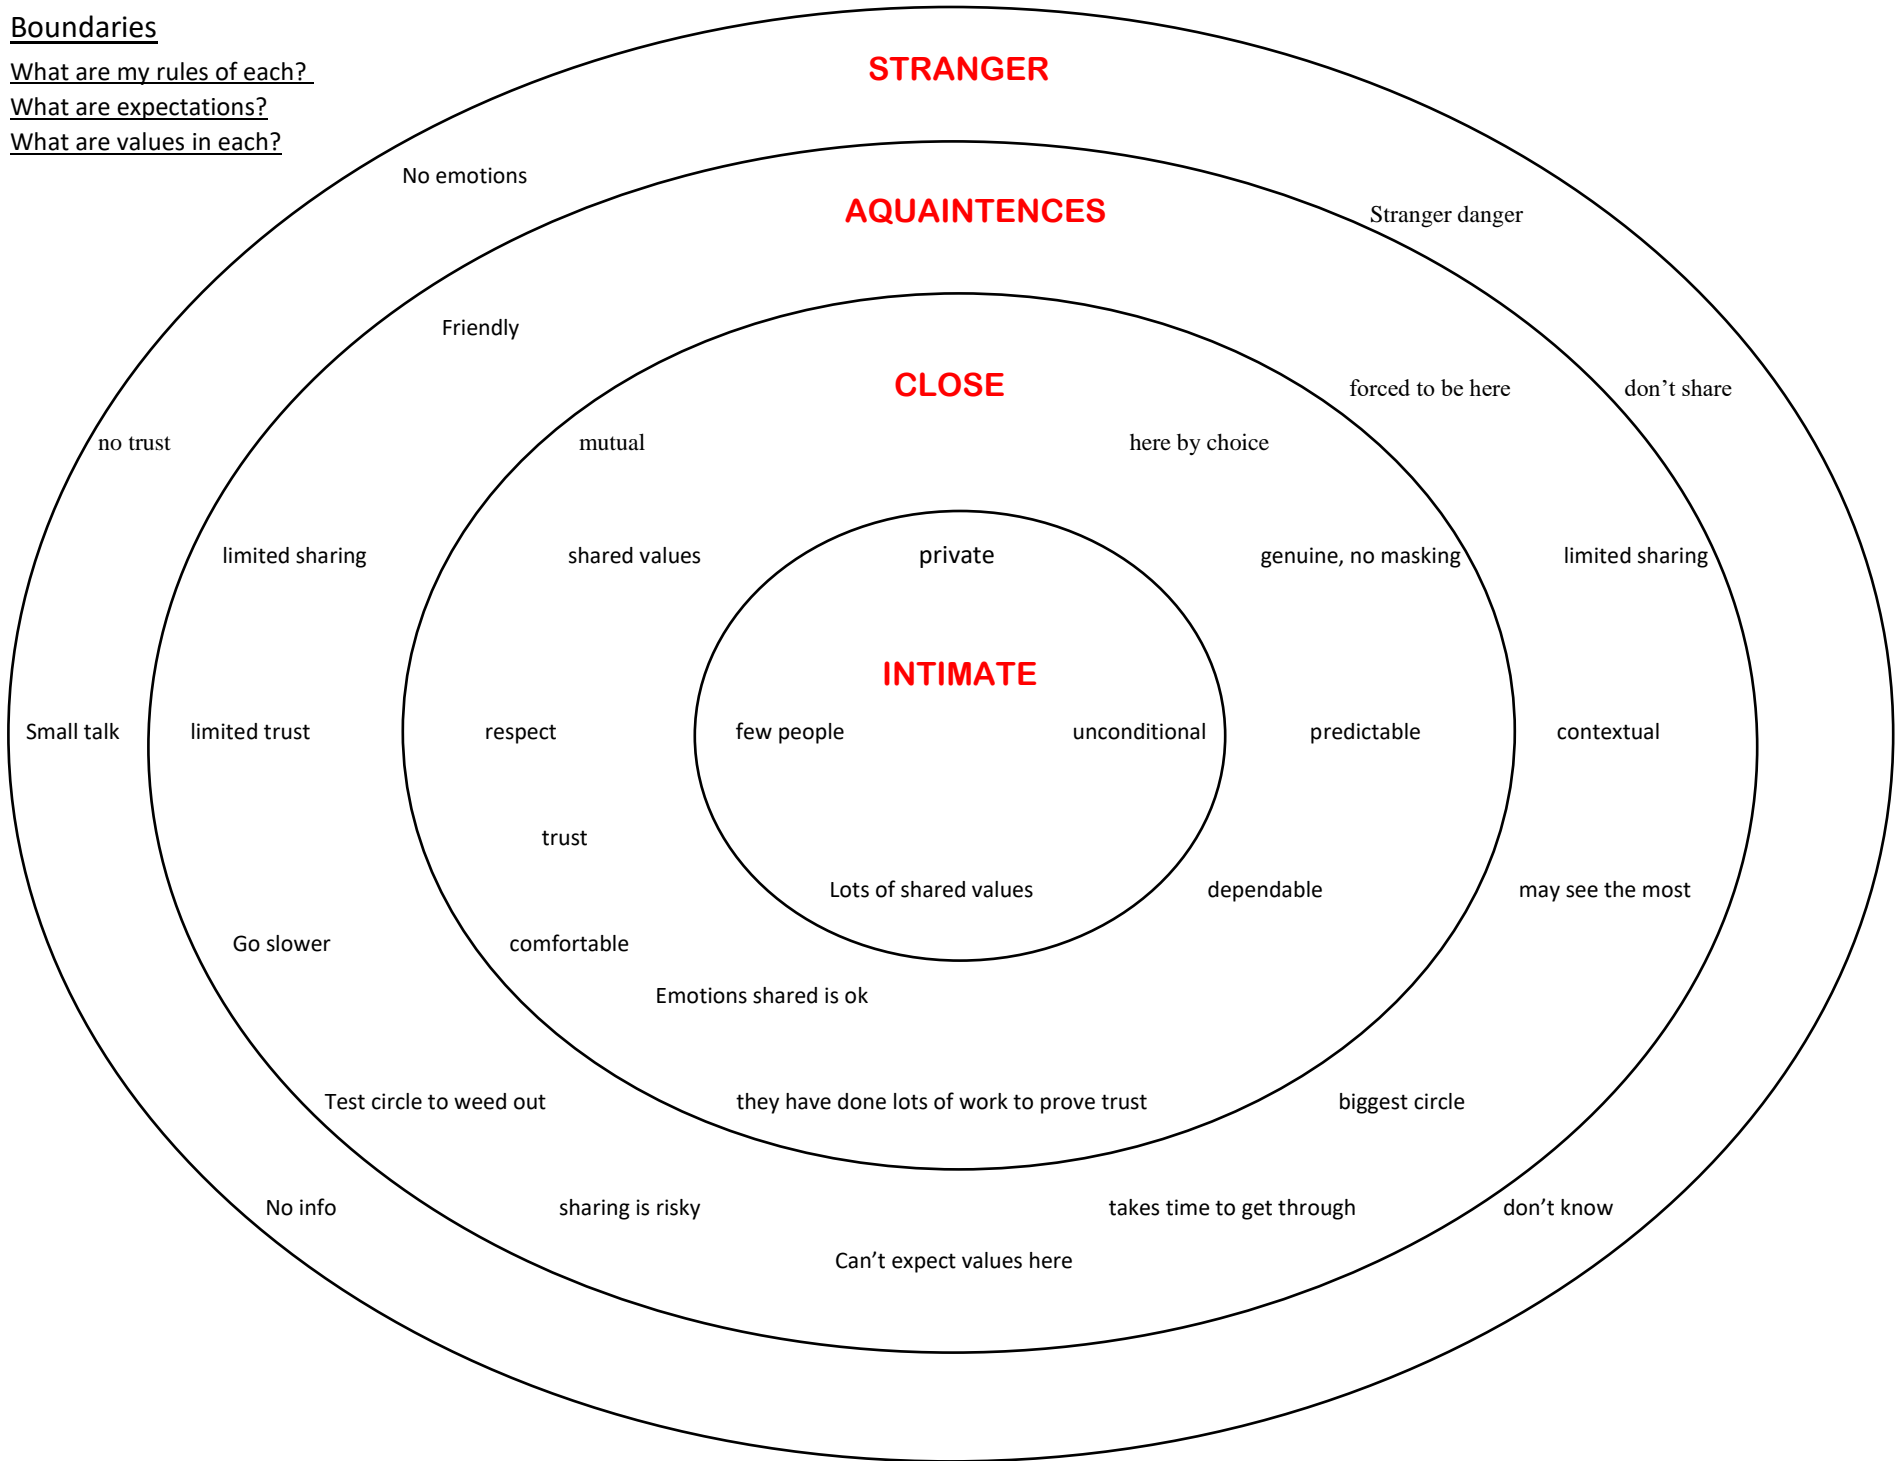 Boundaries
What are my rules of each?
What are expectations?
What are values in each?
STRANGER
No emotions
AQUAINTENCES
Stranger danger
Friendly
CLOSE
forced to be here
don’t share
no trust
mutual
here by choice
limited sharing
shared values
private
genuine, no masking
limited sharing
INTIMATE
Small talk
limited trust
respect
few people
unconditional
predictable
contextual
trust
Lots of shared values
dependable
may see the most
Go slower
comfortable
Emotions shared is ok
Test circle to weed out
they have done lots of work to prove trust
biggest circle
No info
sharing is risky
takes time to get through
don’t know
Can’t expect values here